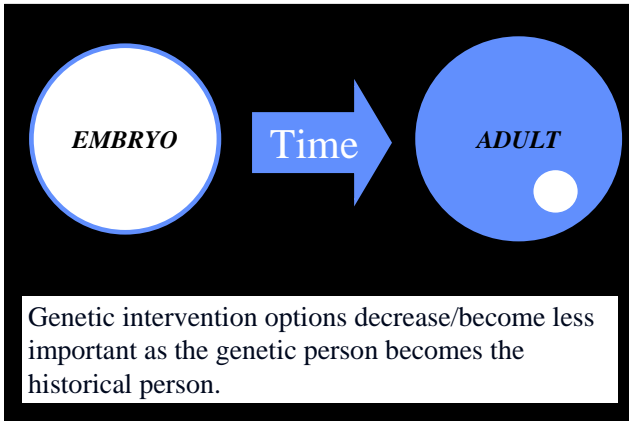 EMBRYO
Time
ADULT
Genetic intervention options decrease/become less
important as the genetic person becomes the
historical person.